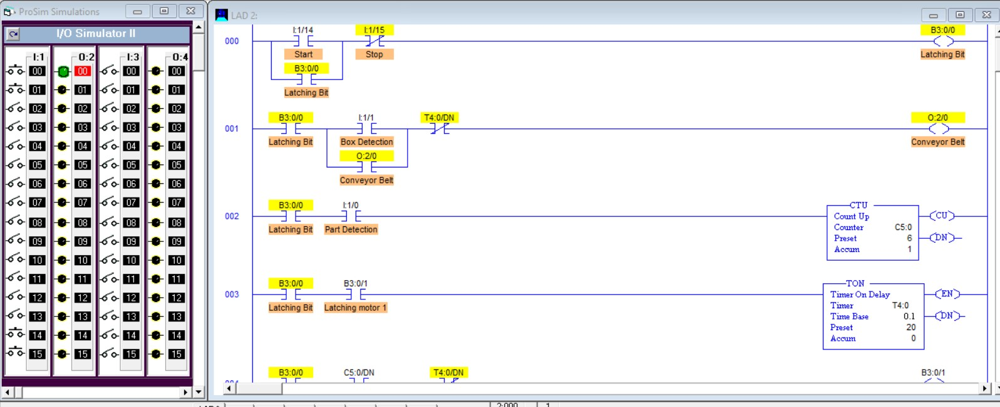 ProSim Simulations
I/O Simulator II
I:1 O:2 I:3 O:4
00 00 00 00
01 01 01 01
02 02 02 02
03 03 03 03
04 04 04 04
05 05 05 05
06 06 06 06
07 07 07 07
08 08 08 08
09 09 09 09
10 10 10 10
11 11 11 11
12 12 12 12
13 13 13 13
14 14 14 14
15 15 15 15
LAD 2:
I:1/14 I:1/15 B3:0/0
000
Start Stop Latching Bit
B3:0/0
Latching Bit
B3:0/0 I:1/1 T4:0/DN O:2/0
001
Latching Bit Box Detection Conveyor Belt
O:2/0
Conveyor Belt
B3:0/0 I:1/0
002
Latching Bit Part Detection
CTU
Count Up
Counter C5:0
Preset 6
Accum 1
CU
DN
B3:0/0 B3:0/1
003
Latching Bit Latching motor 1
TON
Timer On Delay
Timer T4:0
Time Base 0.1
Preset 20
Accum 0
EN
DN
B3:0/0 C5:0/DN T4:0/DN B3:0/1
2:000 1